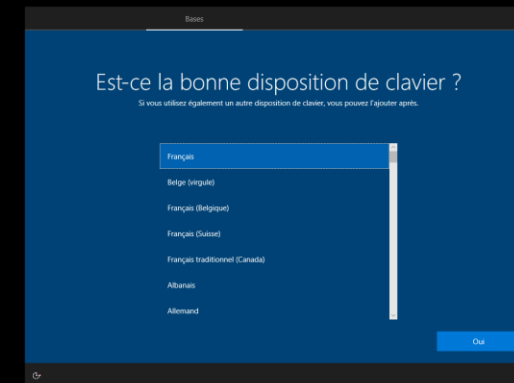 Bases
Est-ce la bonne disposition de clavier ?
Si vous utilisez également un autre disposition de clavier, vous pouvez l'ajouter après.
Français
Belge (virgule)
Français (Belgique)
Français (Suisse)
Français traditionnel (Canada)
Albanais
Allemand
Oui